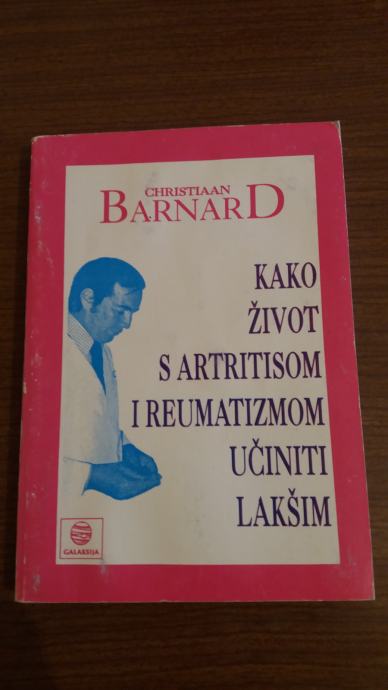 CHRISTIAAN
BARNARD
KAKO
ŽIVOT
S ARTRITISOM
I REUMATIZMOM
UČINITI
LAKŠIM
GALAKSIJA